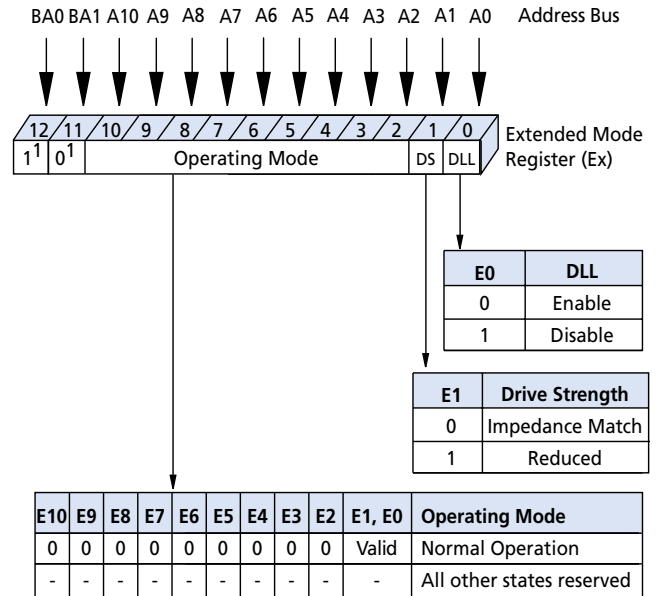 BA0 BA1 A10 A9 A8 A7 A6 A5 A4 A3 A2 A1 A0 Address Bus
12 11 10 9 8 7 6 5 4 3 2 1 0
1¹ 0¹ Operating Mode DS DLL
Extended Mode
Register (Ex)
E0 DLL
0 Enable
1 Disable
E1 Drive Strength
0 Impedance Match
1 Reduced
E10 E9 E8 E7 E6 E5 E4 E3 E2 E1, E0 Operating Mode
0 0 0 0 0 0 0 0 0 Valid Normal Operation
- - - - - - - - - - All other states reserved